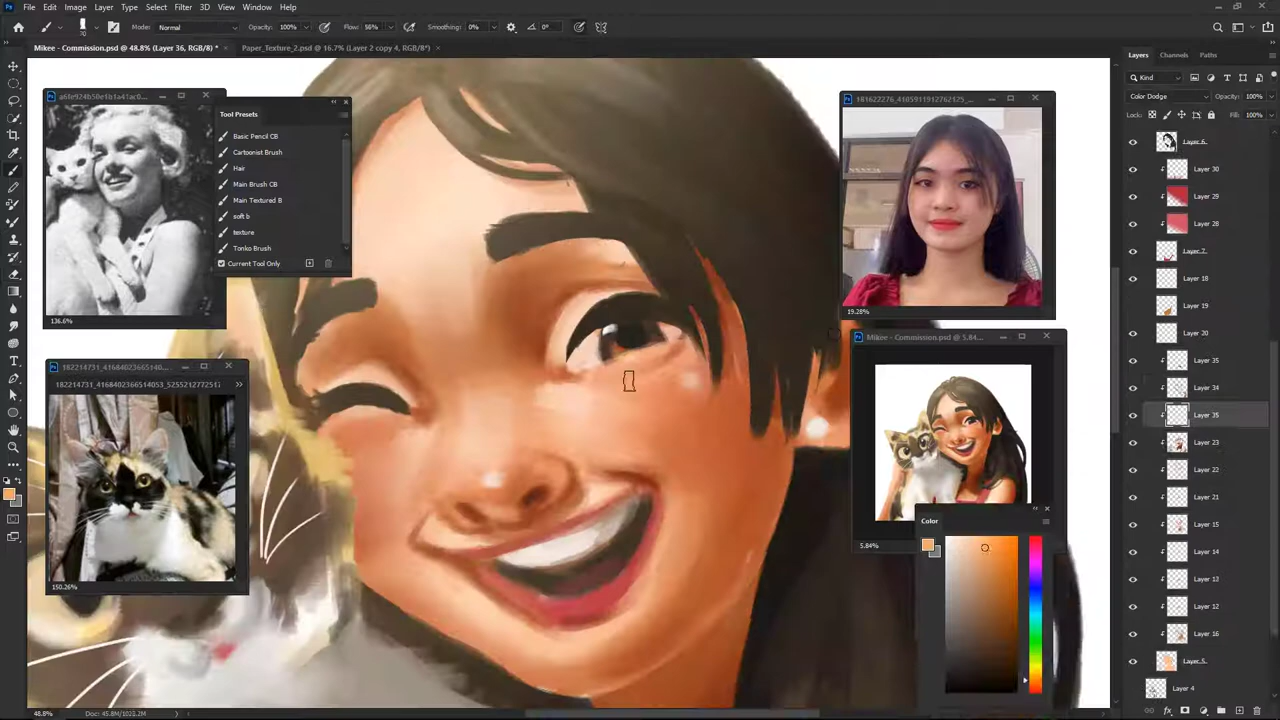 File Edit Image Layer Type Select Filter 3D View Window Help
Mode: Normal Opacity: 100% Flow: 56% Smoothing: 0% 0°
Mikee - Commission.psd @ 48.8% (Layer 36, RGB/8) *
Paper_Texture_2.psd @ 16.7% (Layer 2 copy 4, RGB/8*)
136.6%
Tool Presets
Basic Pencil CB
Cartoonist Brush
Hair
Main Brush CB
Main Textured B
soft b
texture
Tonko Brush
Current Tool Only
150.26%
19.28%
Mikee - Commission.psd @ 5.84...
5.84%
Color
Layers Channels Paths
Kind
Color Dodge Opacity: 100%
Lock: Fill: 100%
Layer 6
Layer 30
Layer 29
Layer 28
Layer 7
Layer 18
Layer 19
Layer 20
Layer 35
Layer 34
Layer 35
Layer 23
Layer 22
Layer 21
Layer 15
Layer 14
Layer 12
Layer 12
Layer 16
Layer 5
Layer 4
48.8%